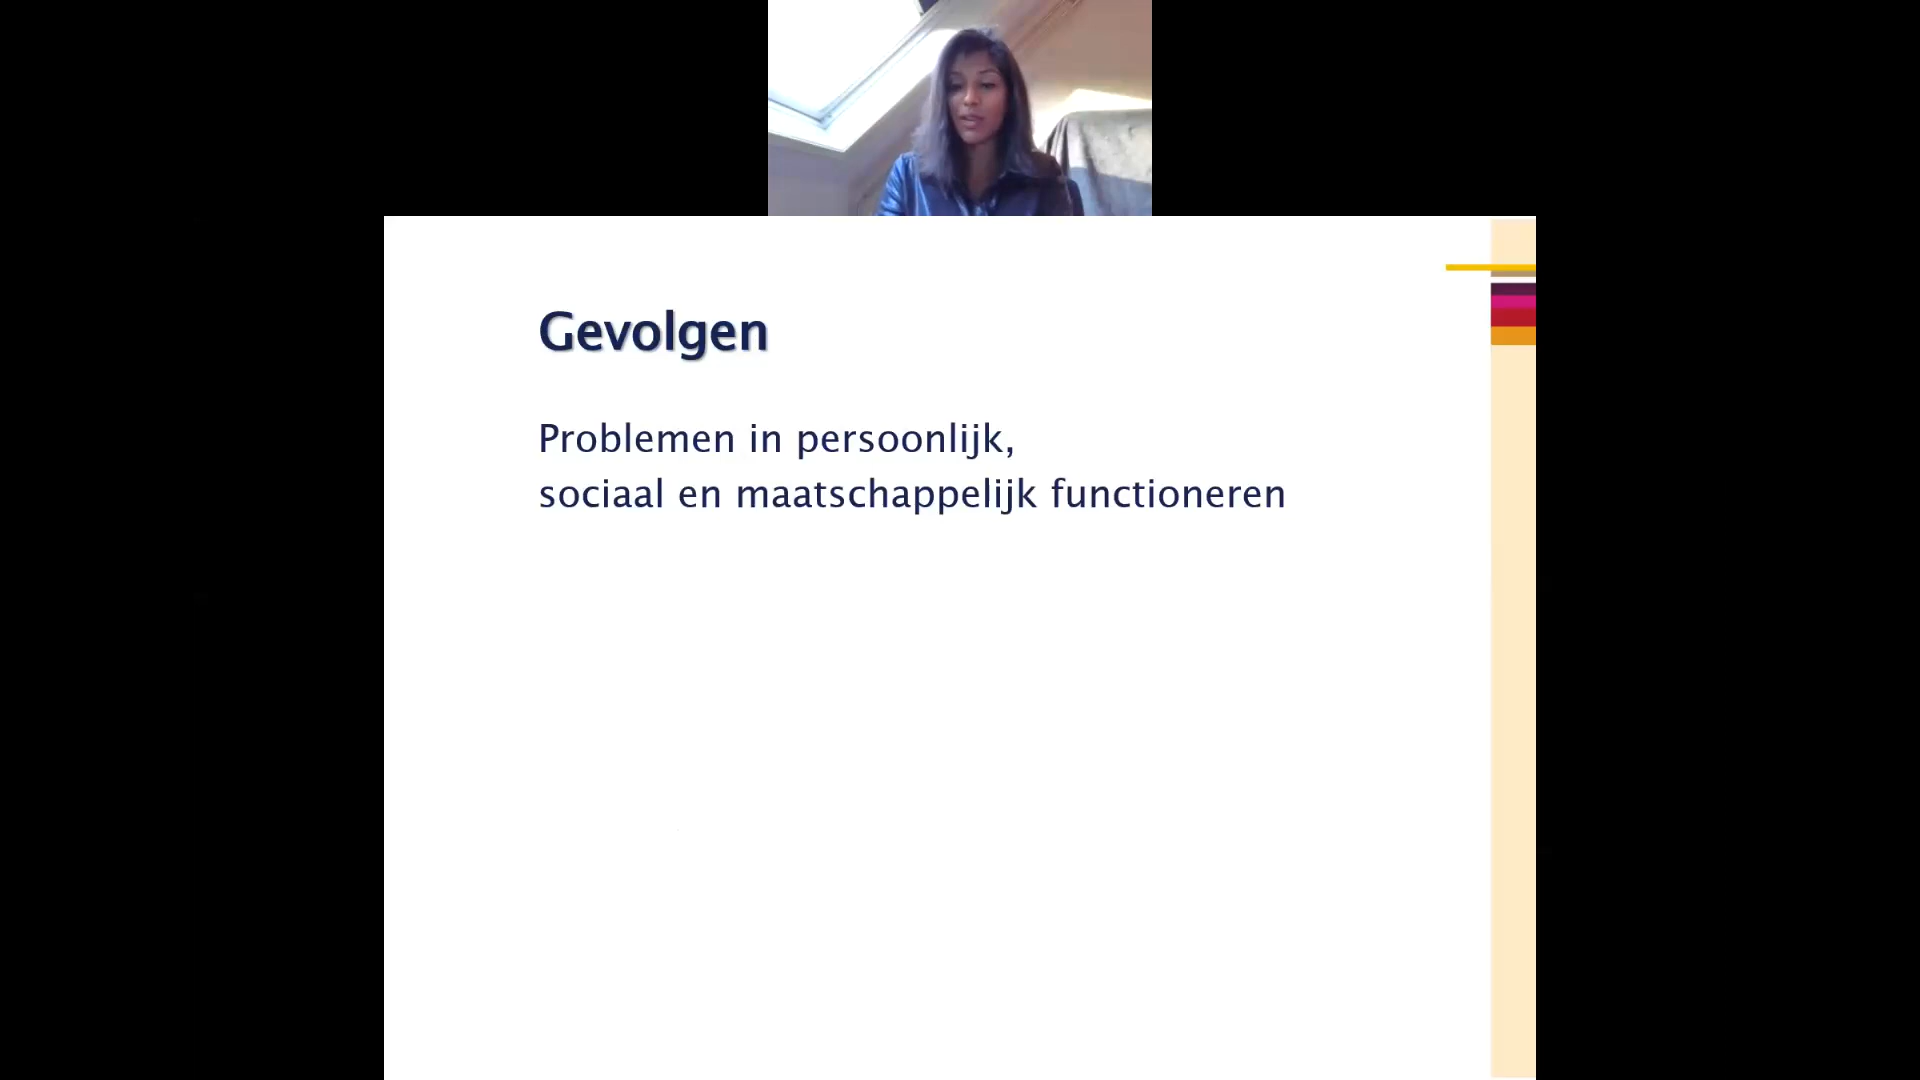 Gevolgen
Problemen in persoonlijk,
sociaal en maatschappelijk functioneren